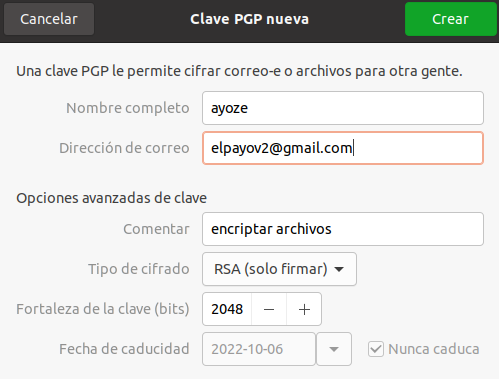 Cancelar Clave PGP nueva Crear
Una clave PGP le permite cifrar correo-e o archivos para otra gente.
Nombre completo ayoze
Dirección de correo elpayov2@gmail.com
Opciones avanzadas de clave
Comentar encriptar archivos
Tipo de cifrado RSA (solo firmar)
Fortaleza de la clave (bits) 2048 − +
Fecha de caducidad 2022-10-06 Nunca caduca